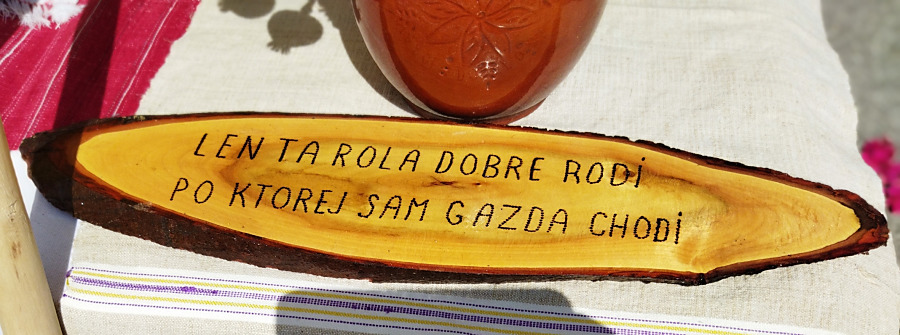 LEN TA ROLA DOBRE RODi
PO KTOREJ SAM GAZDA CHODi